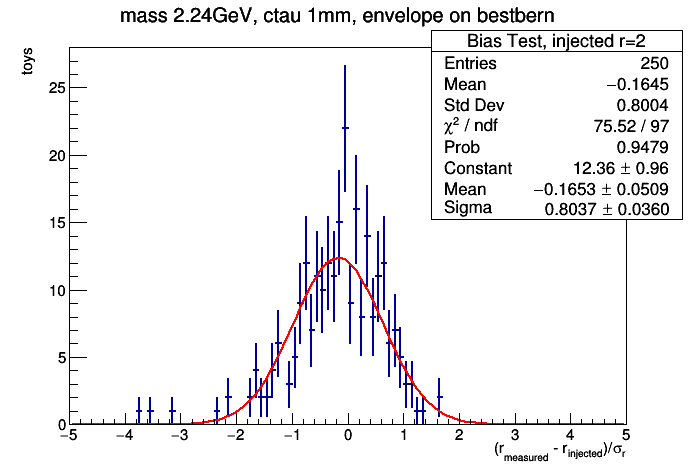 mass 2.24GeV, ctau 1mm, envelope on bestbern
toys
Bias Test, injected r=2
Entries 250
Mean −0.1645
Std Dev 0.8004
χ² / ndf 75.52 / 97
Prob 0.9479
Constant 12.36 ± 0.96
Mean −0.1653 ± 0.0509
Sigma 0.8037 ± 0.0360
25
20
15
10
5
0
−5 −4 −3 −2 −1 0 1 2 3 4 5
(r_measured - r_injected)/σ_r